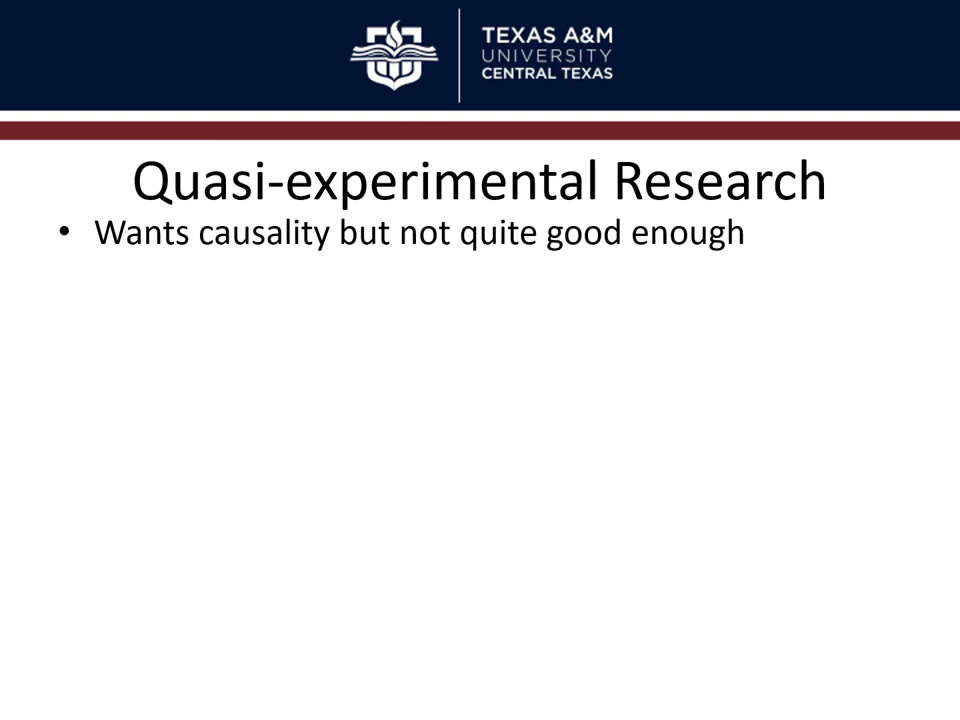 TEXAS A&M
UNIVERSITY
CENTRAL TEXAS
Quasi-experimental Research
• Wants causality but not quite good enough